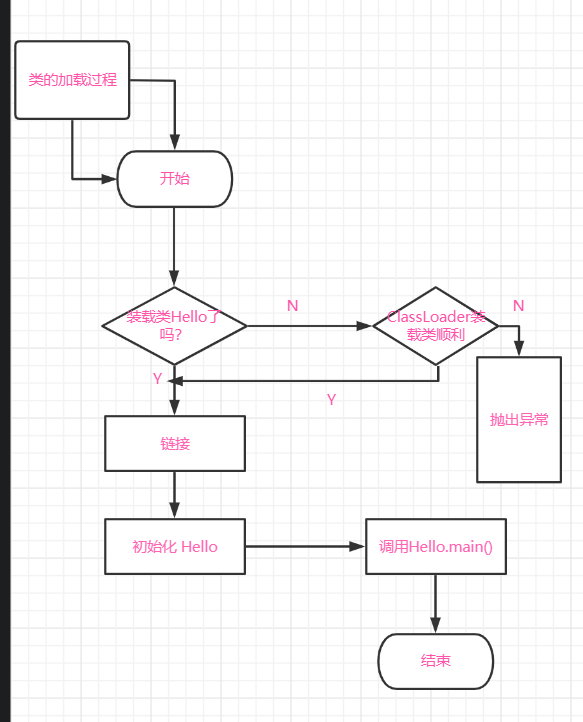 类的加载过程
开始
装载类Hello了
吗?
N
ClassLoader装
载类顺利
N
Y
Y
抛出异常
链接
初始化 Hello
调用Hello.main()
结束